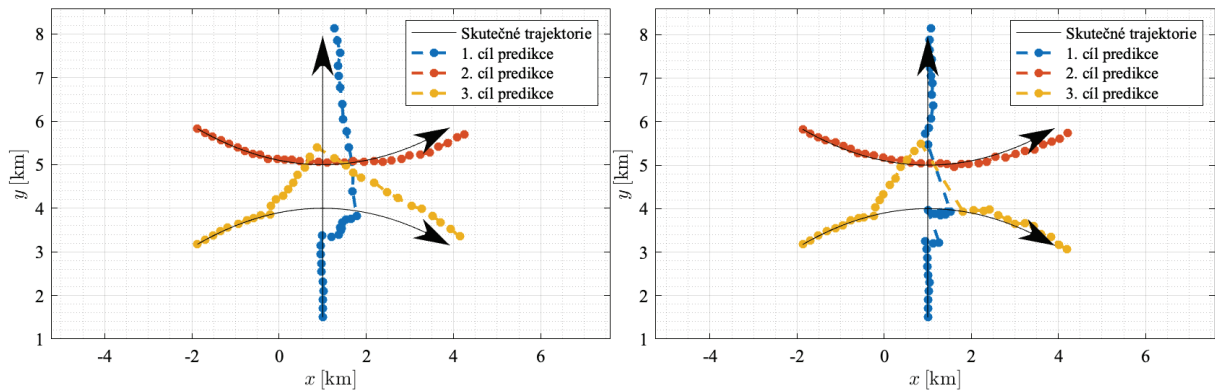 8
7
6
5
4
3
2
1
y [km]
-4
-2
0
2
4
6
x [km]
Skutečné trajektorie
1. cíl predikce
2. cíl predikce
3. cíl predikce
8
7
6
5
4
3
2
1
y [km]
-4
-2
0
2
4
6
x [km]
Skutečné trajektorie
1. cíl predikce
2. cíl predikce
3. cíl predikce